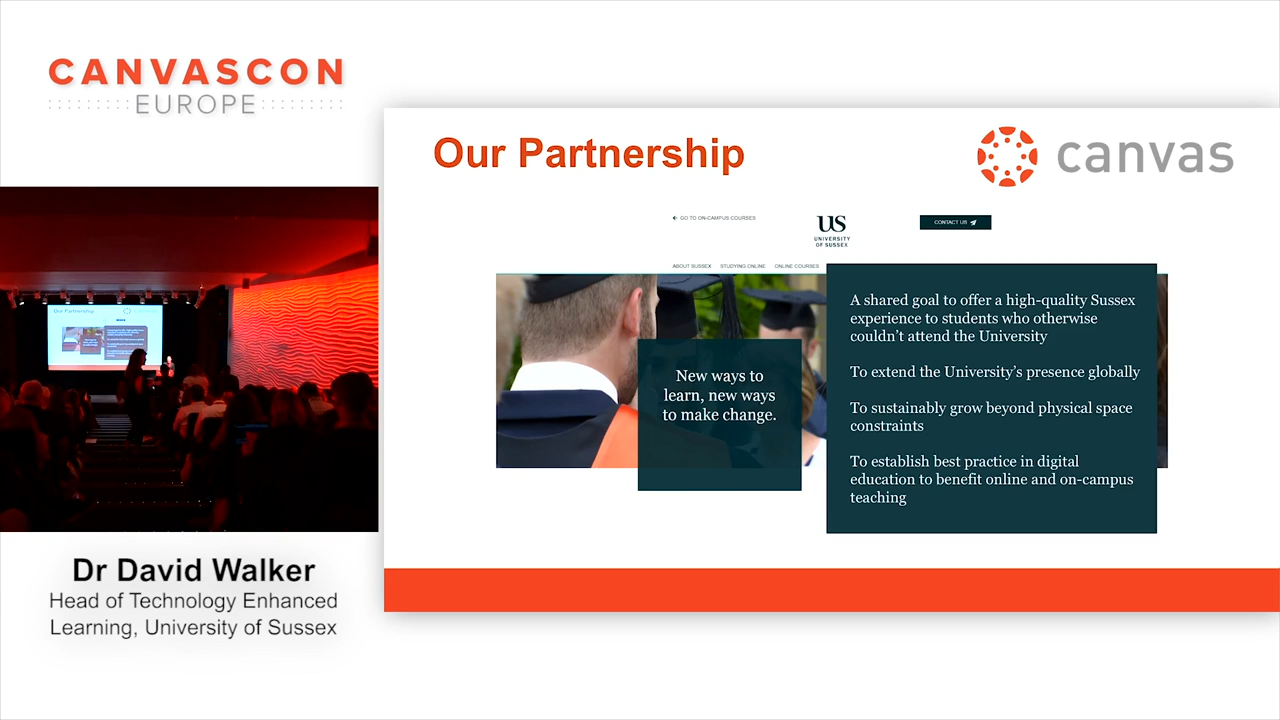 CANVASCON
EUROPE
Our Partnership
canvas
GO TO ON-CAMPUS COURSES
US
UNIVERSITY
OF SUSSEX
CONTACT US
ABOUT SUSSEX STUDYING ONLINE ONLINE COURSES
New ways to
learn, new ways
to make change.
A shared goal to offer a high-quality Sussex
experience to students who otherwise
couldn’t attend the University
To extend the University’s presence globally
To sustainably grow beyond physical space
constraints
To establish best practice in digital
education to benefit online and on-campus
teaching
Our Partnership
Dr David Walker
Head of Technology Enhanced
Learning, University of Sussex